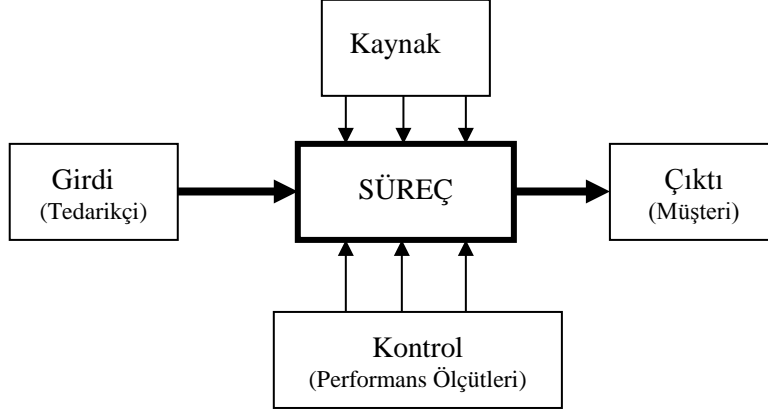 Kaynak
Girdi
(Tedarikçi)
SÜREÇ
Çıktı
(Müşteri)
Kontrol
(Performans Ölçütleri)